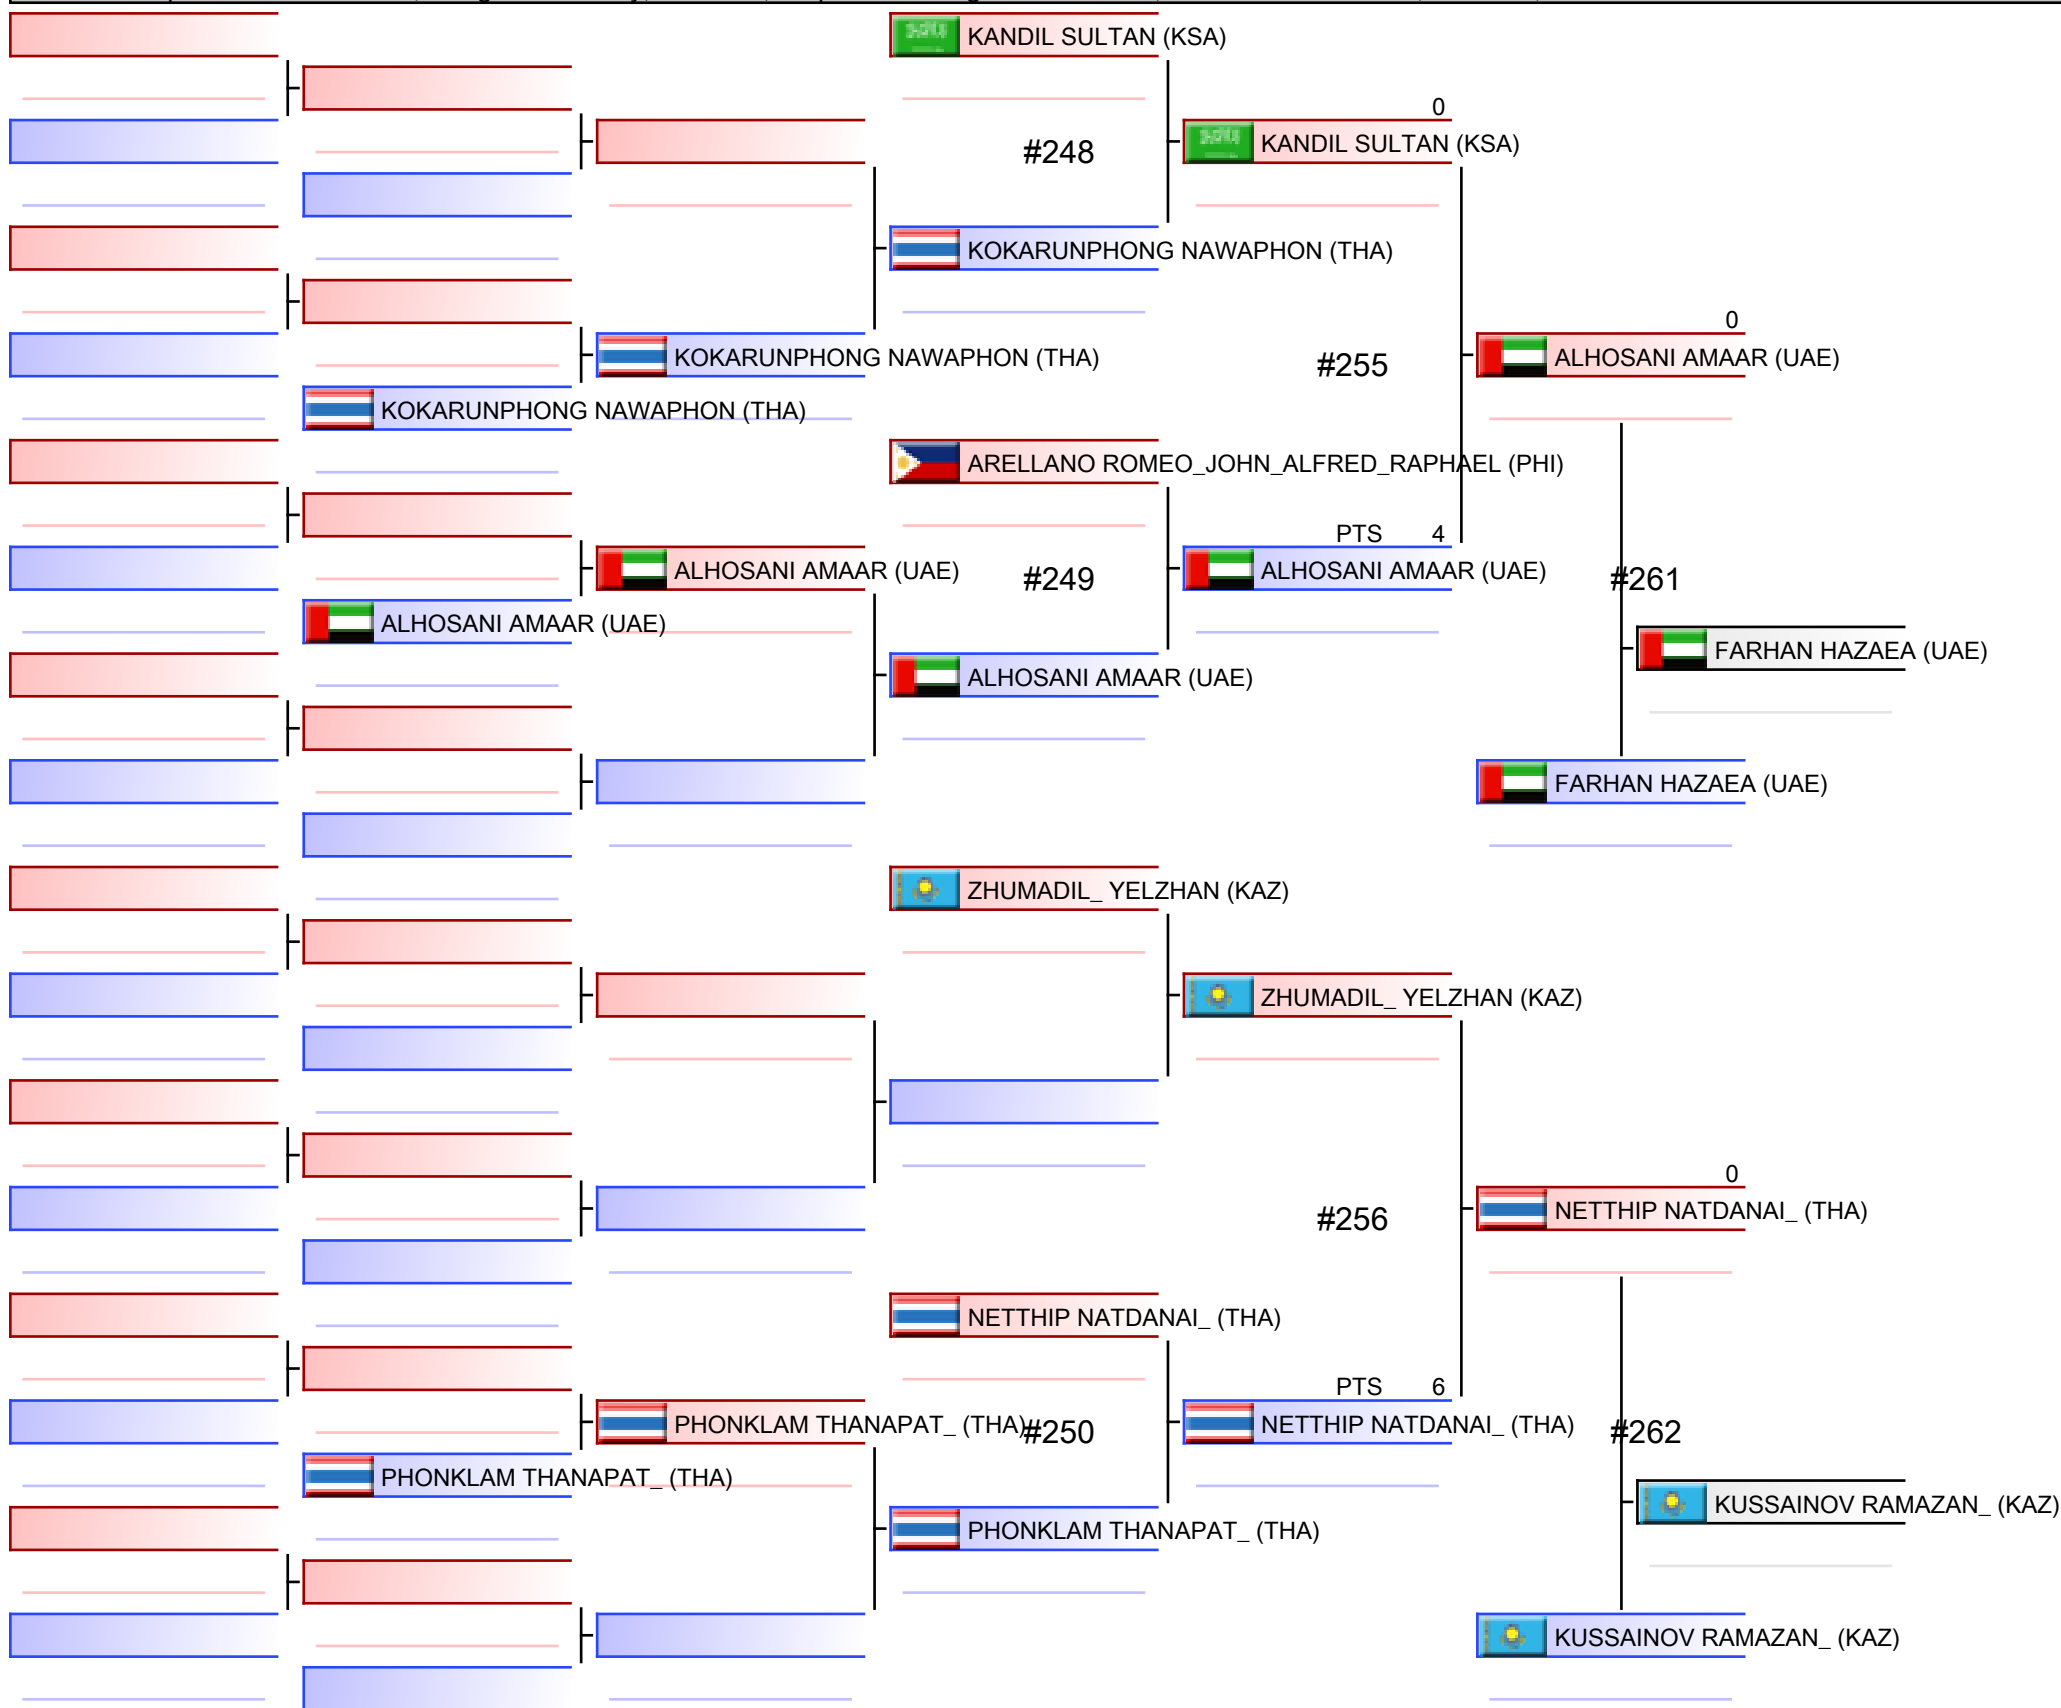 KANDIL SULTAN (KSA)
0
KANDIL SULTAN (KSA)
#248
KOKARUNPHONG NAWAPHON (THA)
0
KOKARUNPHONG NAWAPHON (THA)
#255
ALHOSANI AMAAR (UAE)
KOKARUNPHONG NAWAPHON (THA)
ARELLANO ROMEO_JOHN_ALFRED_RAPHAEL (PHI)
PTS 4
ALHOSANI AMAAR (UAE)
#249
ALHOSANI AMAAR (UAE)
#261
ALHOSANI AMAAR (UAE)
FARHAN HAZAEA (UAE)
ALHOSANI AMAAR (UAE)
FARHAN HAZAEA (UAE)
ZHUMADIL_ YELZHAN (KAZ)
ZHUMADIL_ YELZHAN (KAZ)
0
#256
NETTHIP NATDANAI_ (THA)
NETTHIP NATDANAI_ (THA)
PTS 6
PHONKLAM THANAPAT_ (THA)
#250
NETTHIP NATDANAI_ (THA)
#262
PHONKLAM THANAPAT_ (THA)
KUSSAINOV RAMAZAN_ (KAZ)
PHONKLAM THANAPAT_ (THA)
KUSSAINOV RAMAZAN_ (KAZ)